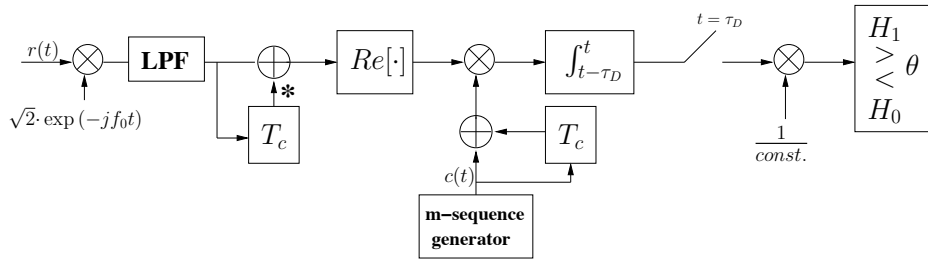 r(t)
√2· exp (−jf₀t)
LPF
*
T_c
Re[·]
∫_{t−τ_D}^{t}
t = τ_D
1
const.
H₁
>
<
θ
H₀
T_c
c(t)
m−sequence
generator